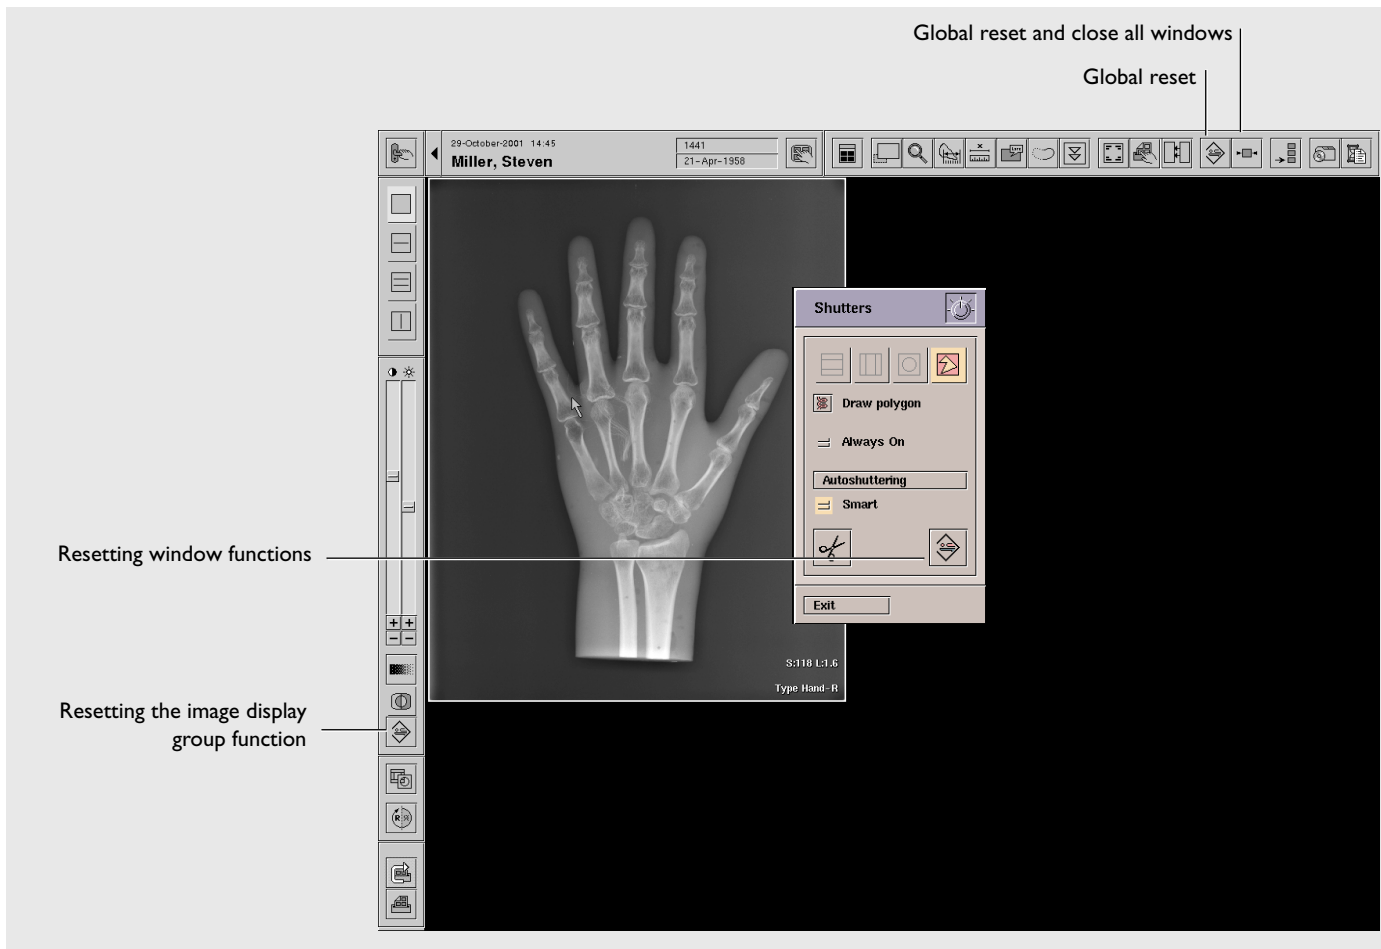 Global reset and close all windows
Global reset
29-October-2001 14:45
Miller, Steven
1441
21-Apr-1958
Shutters
Draw polygon
Always On
Autoshuttering
Smart
Resetting window functions
Exit
S:118 L:1.6
Type Hand-R
Resetting the image display
group function